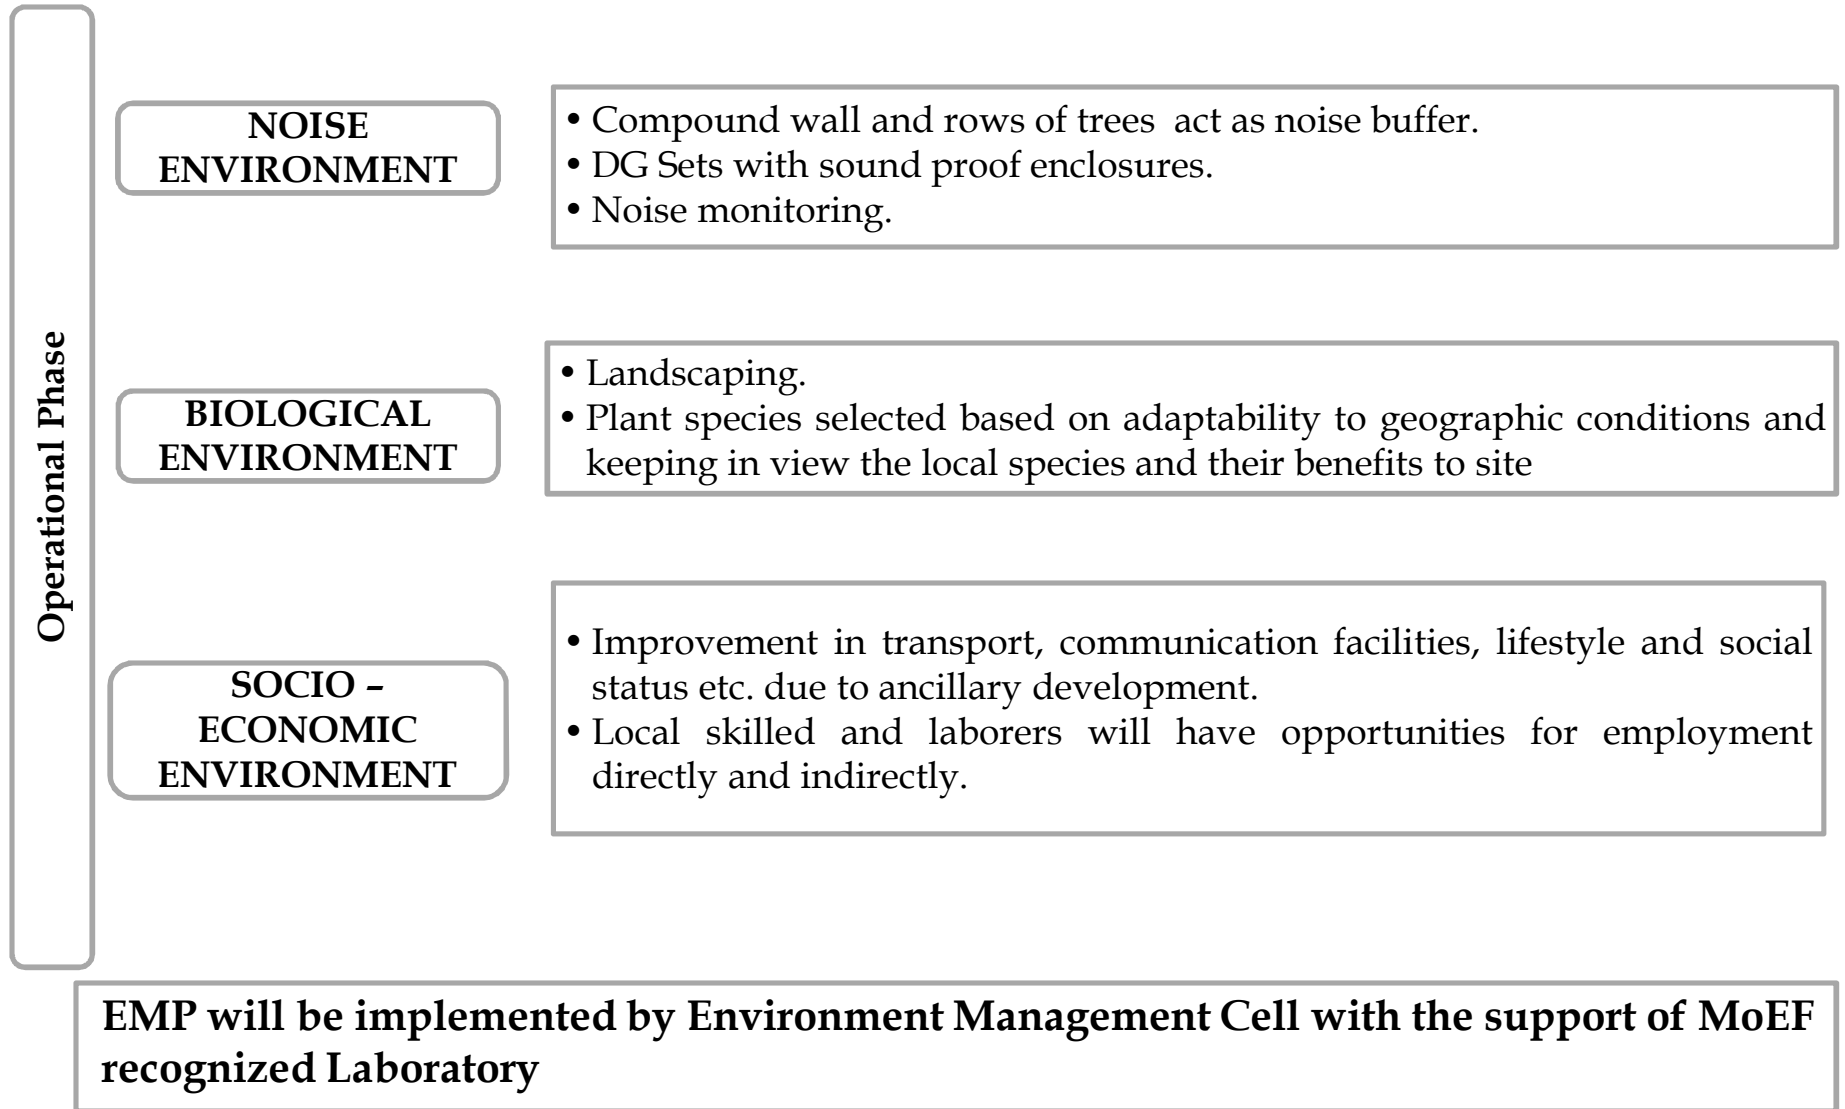 Operational Phase
NOISE
ENVIRONMENT
• Compound wall and rows of trees act as noise buffer.
• DG Sets with sound proof enclosures.
• Noise monitoring.
BIOLOGICAL
ENVIRONMENT
• Landscaping.
• Plant species selected based on adaptability to geographic conditions and
keeping in view the local species and their benefits to site
SOCIO –
ECONOMIC
ENVIRONMENT
• Improvement in transport, communication facilities, lifestyle and social
status etc. due to ancillary development.
• Local skilled and laborers will have opportunities for employment
directly and indirectly.
EMP will be implemented by Environment Management Cell with the support of MoEF
recognized Laboratory